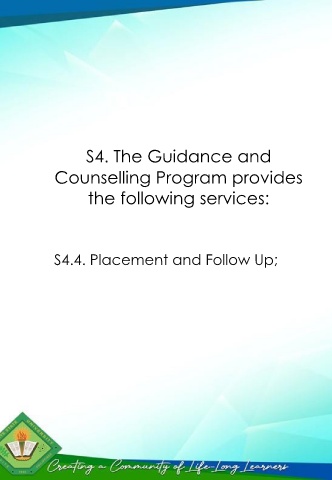 S4. The Guidance and
Counselling Program provides
the following services:
S4.4. Placement and Follow Up;
Creating a Community of Life-Long Learners